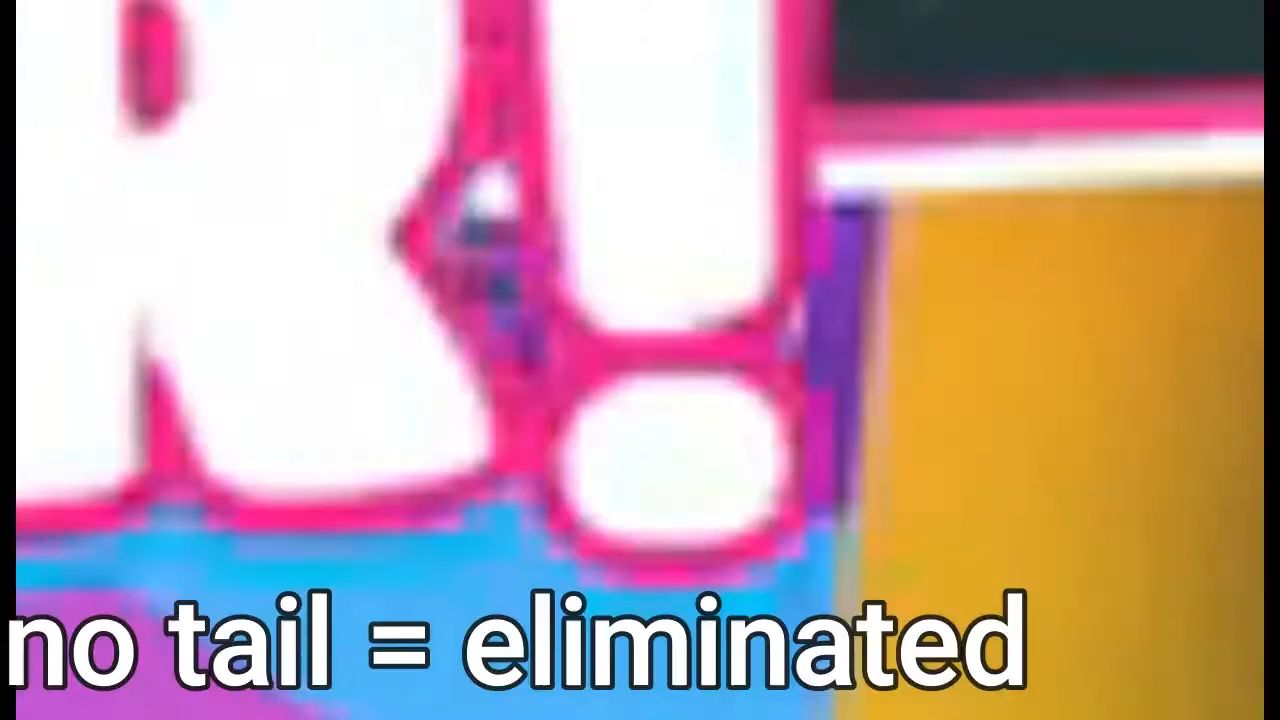 R!
no tail = eliminated